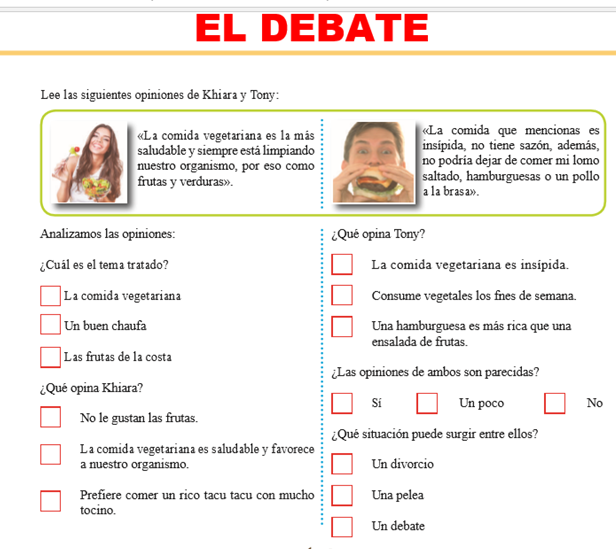 EL DEBATE
Lee las siguientes opiniones de Khiara y Tony:
«La comida vegetariana es la más
saludable y siempre está limpiando
nuestro organismo, por eso como
frutas y verduras».
«La comida que mencionas es
insípida, no tiene sazón, además,
no podría dejar de comer mi lomo
saltado, hamburguesas o un pollo
a la brasa».
Analizamos las opiniones:
¿Cuál es el tema tratado?
La comida vegetariana
Un buen chaufa
Las frutas de la costa
¿Qué opina Khiara?
No le gustan las frutas.
La comida vegetariana es saludable y favorece
a nuestro organismo.
Prefiere comer un rico tacu tacu con mucho
tocino.
¿Qué opina Tony?
La comida vegetariana es insípida.
Consume vegetales los fnes de semana.
Una hamburguesa es más rica que una
ensalada de frutas.
¿Las opiniones de ambos son parecidas?
Sí Un poco No
¿Qué situación puede surgir entre ellos?
Un divorcio
Una pelea
Un debate